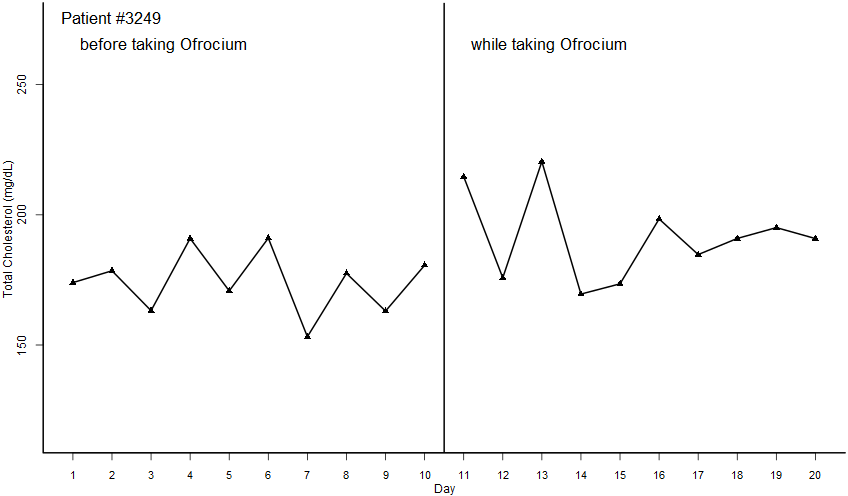 Patient #3249
before taking Ofrocium
while taking Ofrocium
Total Cholesterol (mg/dL)
250
200
150
1 2 3 4 5 6 7 8 9 10 11 12 13 14 15 16 17 18 19 20
Day